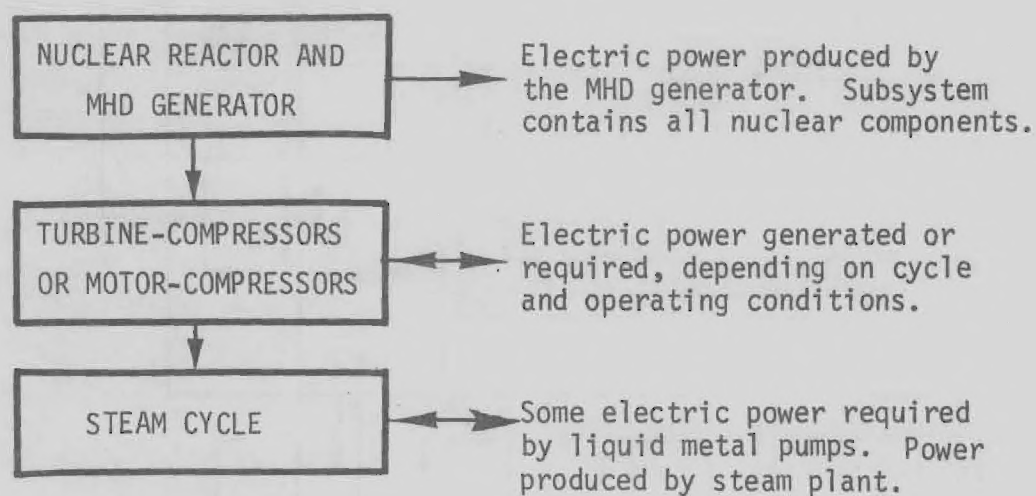 NUCLEAR REACTOR AND
MHD GENERATOR
Electric power produced by
the MHD generator. Subsystem
contains all nuclear components.
TURBINE-COMPRESSORS
OR MOTOR-COMPRESSORS
Electric power generated or
required, depending on cycle
and operating conditions.
STEAM CYCLE
Some electric power required
by liquid metal pumps. Power
produced by steam plant.